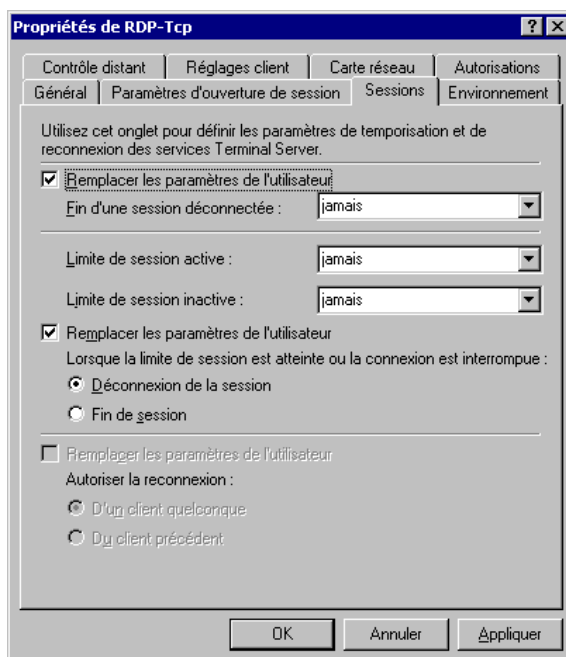 Propriétés de RDP-Tcp
Contrôle distant Réglages client Carte réseau Autorisations
Général Paramètres d'ouverture de session Sessions Environnement
Utilisez cet onglet pour définir les paramètres de temporisation et de
reconnexion des services Terminal Server.
Remplacer les paramètres de l'utilisateur
Fin d'une session déconnectée : jamais
Limite de session active : jamais
Limite de session inactive : jamais
Remplacer les paramètres de l'utilisateur
Lorsque la limite de session est atteinte ou la connexion est interrompue :
Déconnexion de la session
Fin de session
Remplacer les paramètres de l'utilisateur
Autoriser la reconnexion :
D'un client quelconque
Du client précédent
OK Annuler Appliquer